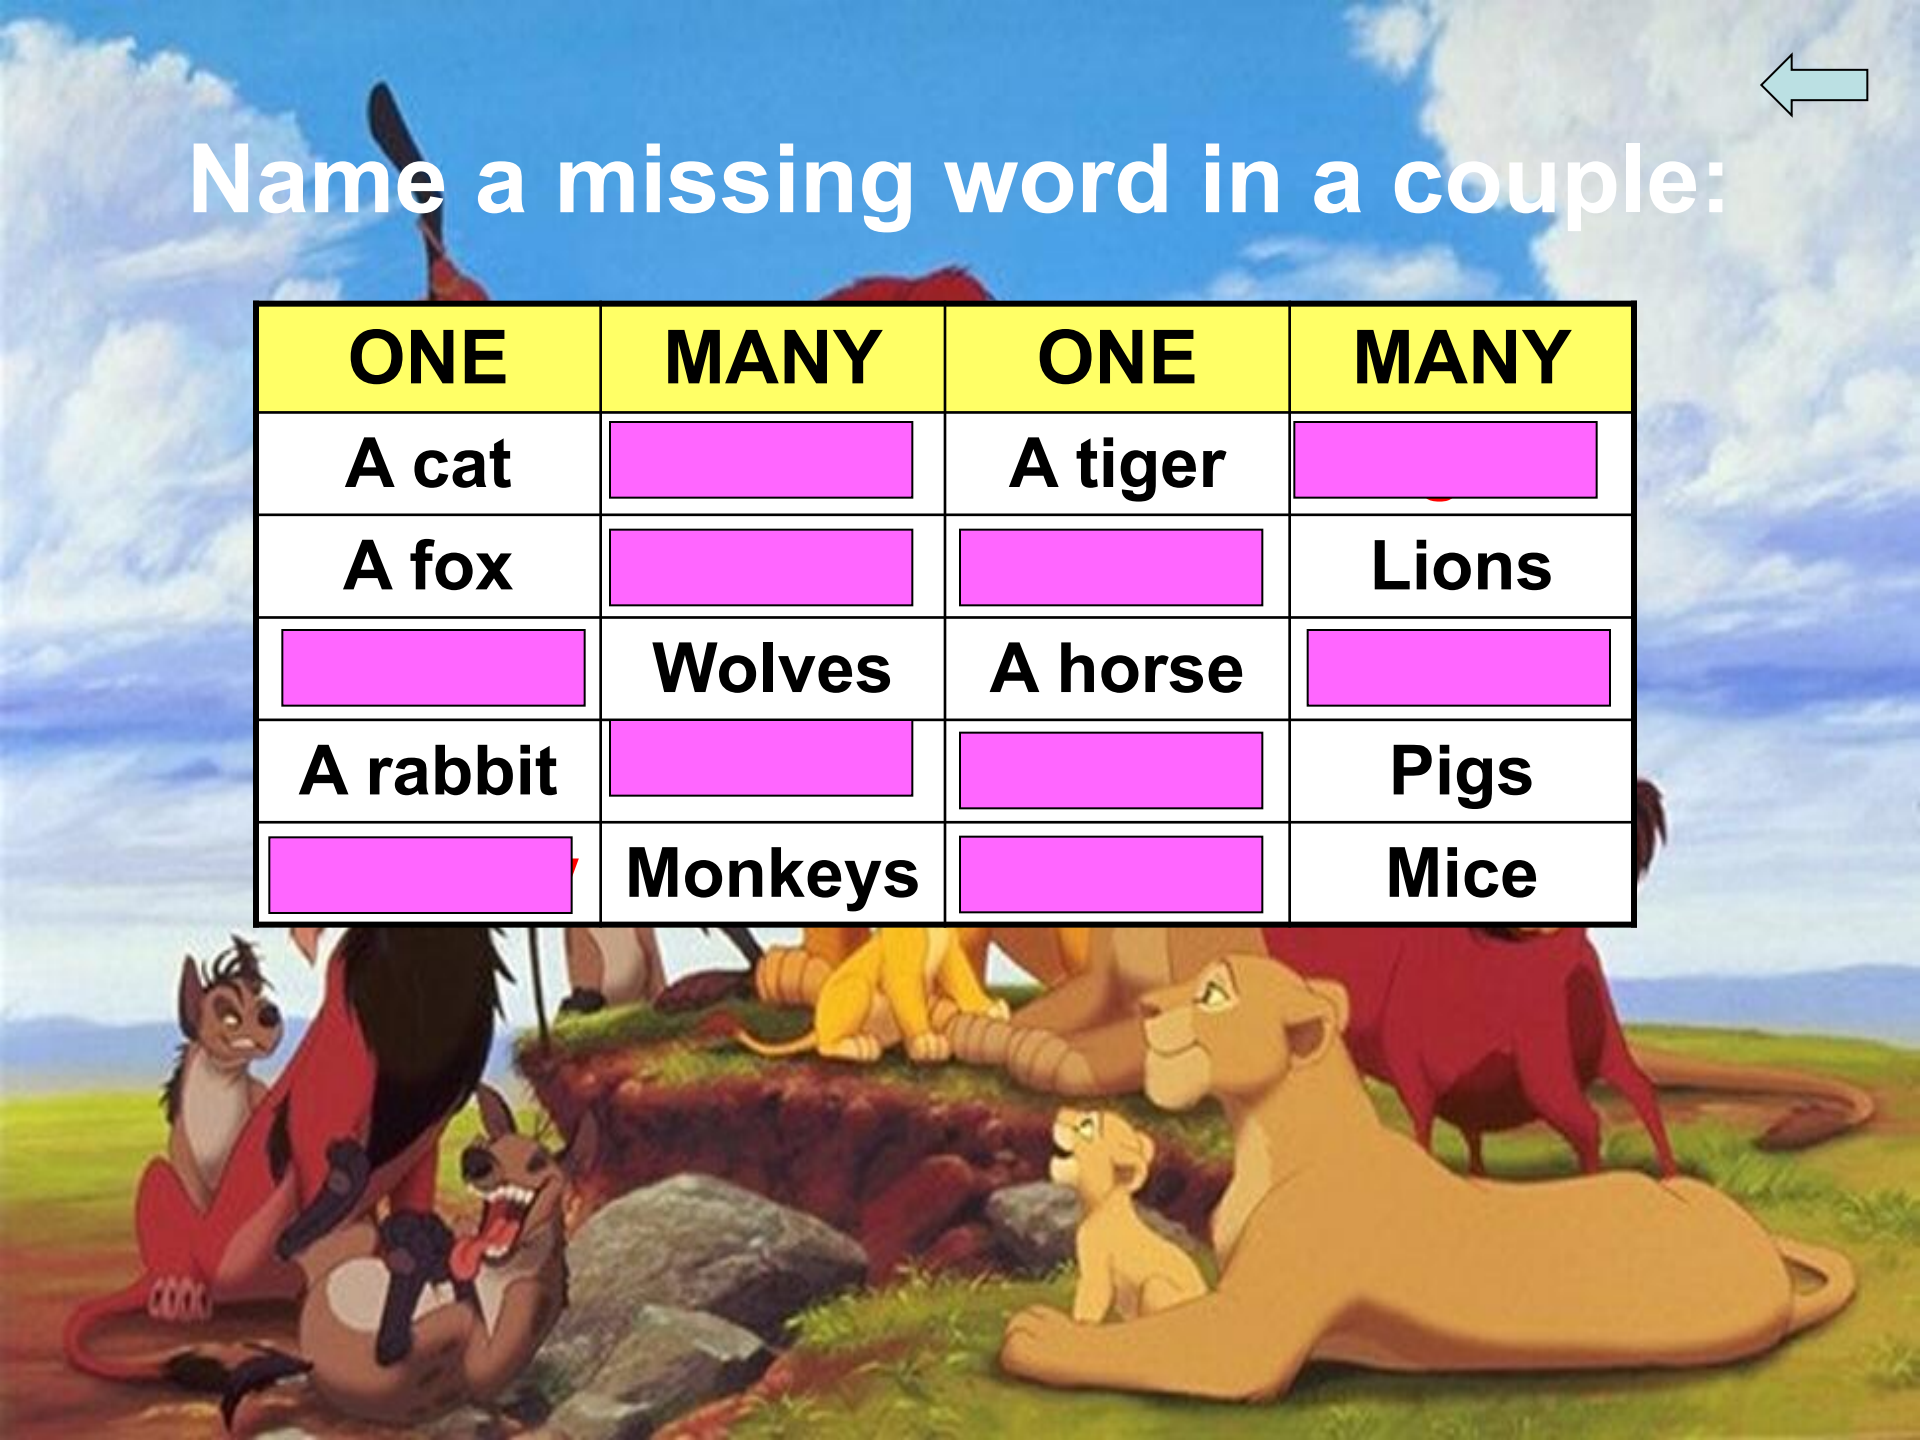 Name a missing word in a couple:
ONE MANY ONE MANY
A cat A tiger
A fox Lions
Wolves A horse
A rabbit Pigs
Monkeys Mice